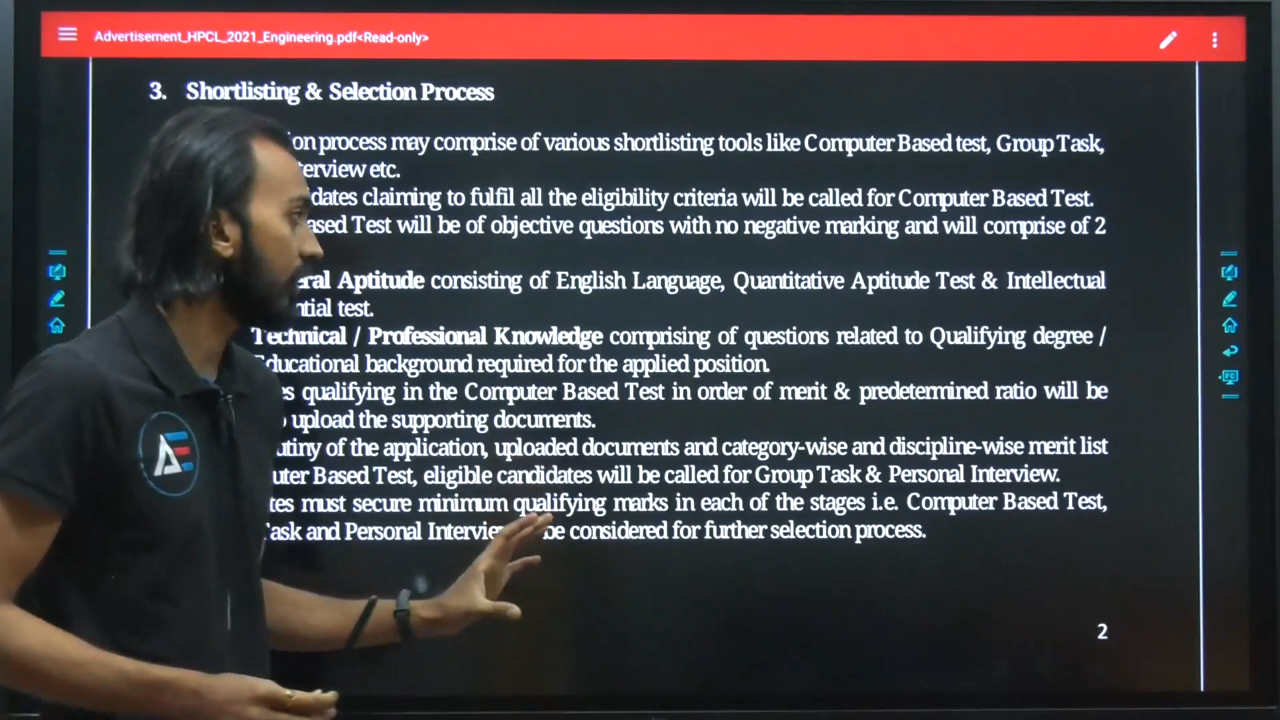 Advertisement_HPCL_2021_Engineering.pdf<Read-only>
3. Shortlisting & Selection Process
ion process may comprise of various shortlisting tools like Computer Based test, Group Task,
terview etc.
dates claiming to fulfil all the eligibility criteria will be called for Computer Based Test.
ased Test will be of objective questions with no negative marking and will comprise of 2
eral Aptitude consisting of English Language, Quantitative Aptitude Test & Intellectual
ntial test.
Technical / Professional Knowledge comprising of questions related to Qualifying degree /
Educational background required for the applied position.
es qualifying in the Computer Based Test in order of merit & predetermined ratio will be
upload the supporting documents.
utiny of the application, uploaded documents and category-wise and discipline-wise merit list
uter Based Test, eligible candidates will be called for Group Task & Personal Interview.
tes must secure minimum qualifying marks in each of the stages i.e. Computer Based Test,
Task and Personal Interview be considered for further selection process.
2
AE